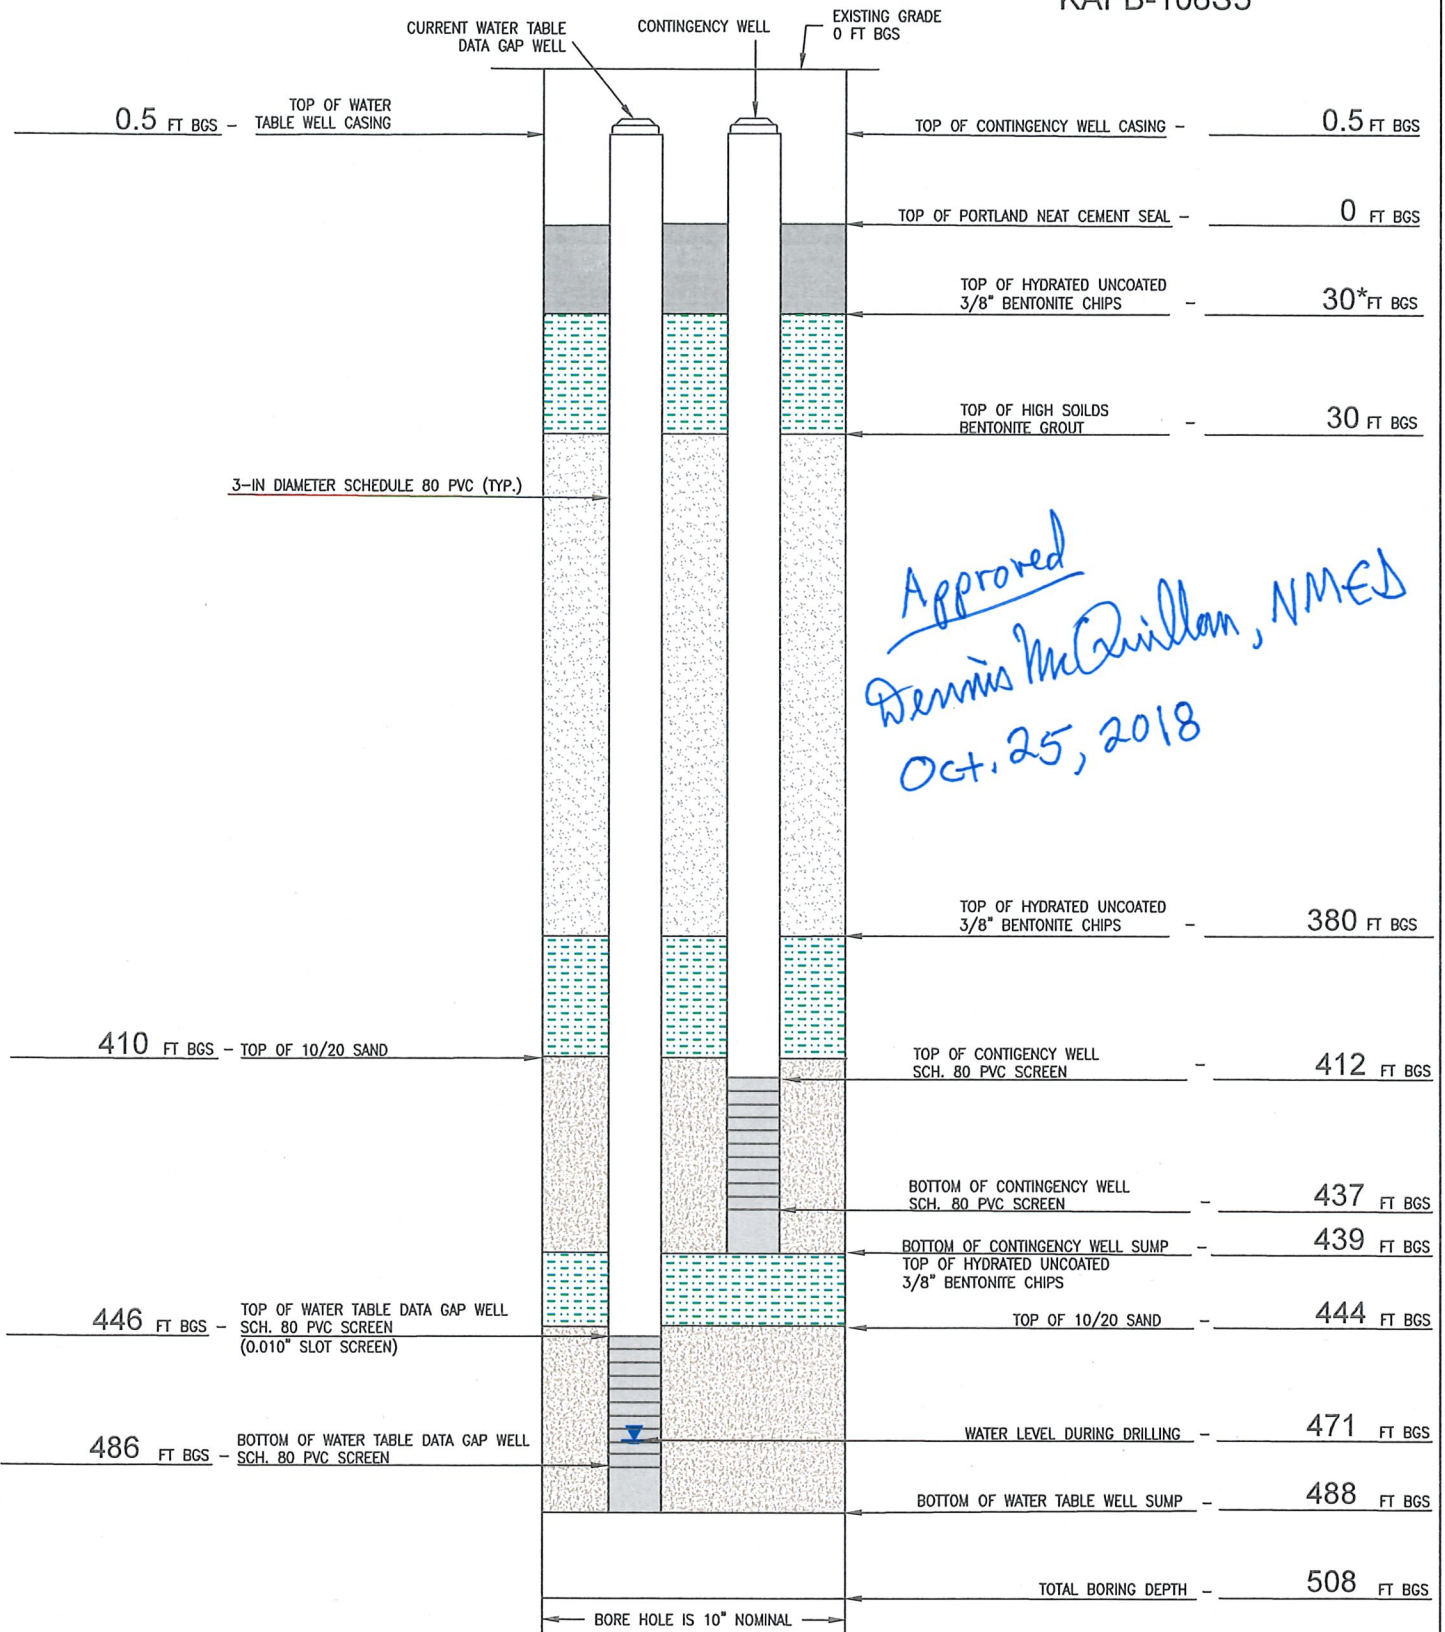 KAFB-106S5
CURRENT WATER TABLE
DATA GAP WELL
CONTINGENCY WELL
EXISTING GRADE
0 FT BGS
0.5 FT BGS – TOP OF WATER
TABLE WELL CASING
TOP OF CONTINGENCY WELL CASING – 0.5 FT BGS
TOP OF PORTLAND NEAT CEMENT SEAL – 0 FT BGS
TOP OF HYDRATED UNCOATED
3/8" BENTONITE CHIPS – 30* FT BGS
TOP OF HIGH SOILDS
BENTONITE GROUT – 30 FT BGS
3–IN DIAMETER SCHEDULE 80 PVC (TYP.)
Approved
Dennis McQuillan, NMED
Oct. 25, 2018
TOP OF HYDRATED UNCOATED
3/8" BENTONITE CHIPS – 380 FT BGS
410 FT BGS – TOP OF 10/20 SAND
TOP OF CONTIGENCY WELL
SCH. 80 PVC SCREEN – 412 FT BGS
BOTTOM OF CONTINGENCY WELL
SCH. 80 PVC SCREEN – 437 FT BGS
BOTTOM OF CONTINGENCY WELL SUMP – 439 FT BGS
TOP OF HYDRATED UNCOATED
3/8" BENTONITE CHIPS
446 FT BGS – TOP OF WATER TABLE DATA GAP WELL
SCH. 80 PVC SCREEN
(0.010" SLOT SCREEN)
TOP OF 10/20 SAND – 444 FT BGS
486 FT BGS – BOTTOM OF WATER TABLE DATA GAP WELL
SCH. 80 PVC SCREEN
WATER LEVEL DURING DRILLING – 471 FT BGS
BOTTOM OF WATER TABLE WELL SUMP – 488 FT BGS
TOTAL BORING DEPTH – 508 FT BGS
BORE HOLE IS 10" NOMINAL